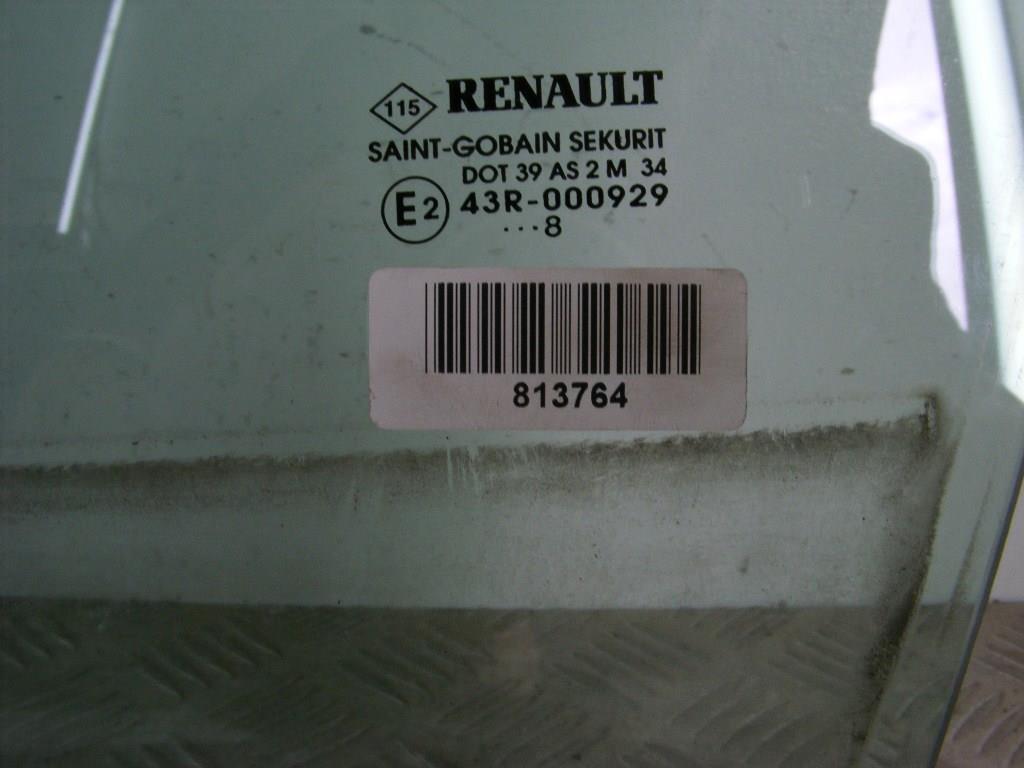 115 RENAULT
SAINT-GOBAIN SEKURIT
DOT 39 AS 2 M 34
E2 43R-000929
...8
813764